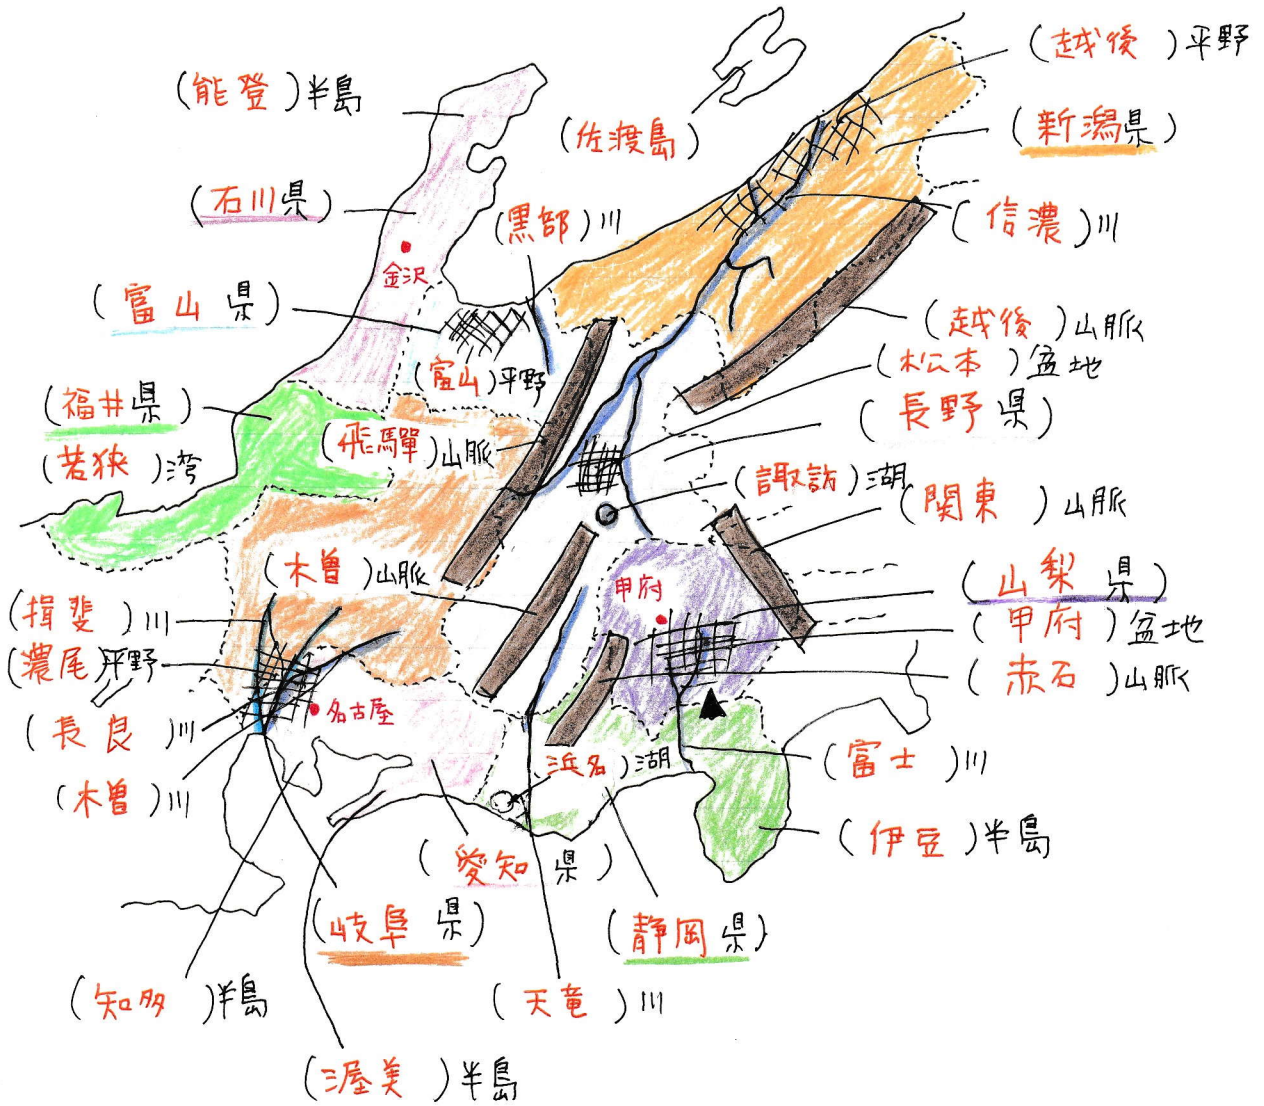 (越後)平野
(能登)半島
(佐渡島)
(新潟県)
(石川県)
(黒部)川
(信濃)川
金沢
(富山県)
(越後)山脈
(松本)盆地
(富山)平野
(福井県)
(長野県)
(飛騨)山脈
(若狭)湾
(諏訪)湖
(関東)山脈
(木曽)山脈
甲府
(山梨県)
(揖斐)川
(甲府)盆地
(濃尾)平野
(赤石)山脈
名古屋
(長良)川
(浜名)湖
(富士)川
(木曽)川
(伊豆)半島
(愛知県)
(岐阜県)
(静岡県)
(知多)半島
(天竜)川
(渥美)半島